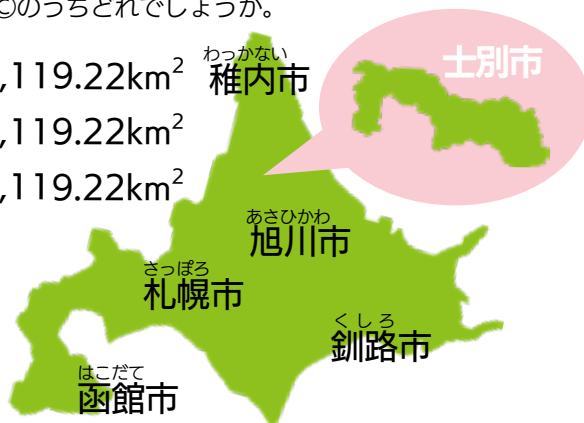 ©のうちどれでしょうか。
,119.22km²
,119.22km²
,119.22km²
わっかない
稚内市
士別市
あさひかわ
旭川市
さっぽろ
札幌市
くしろ
釧路市
はこだて
函館市